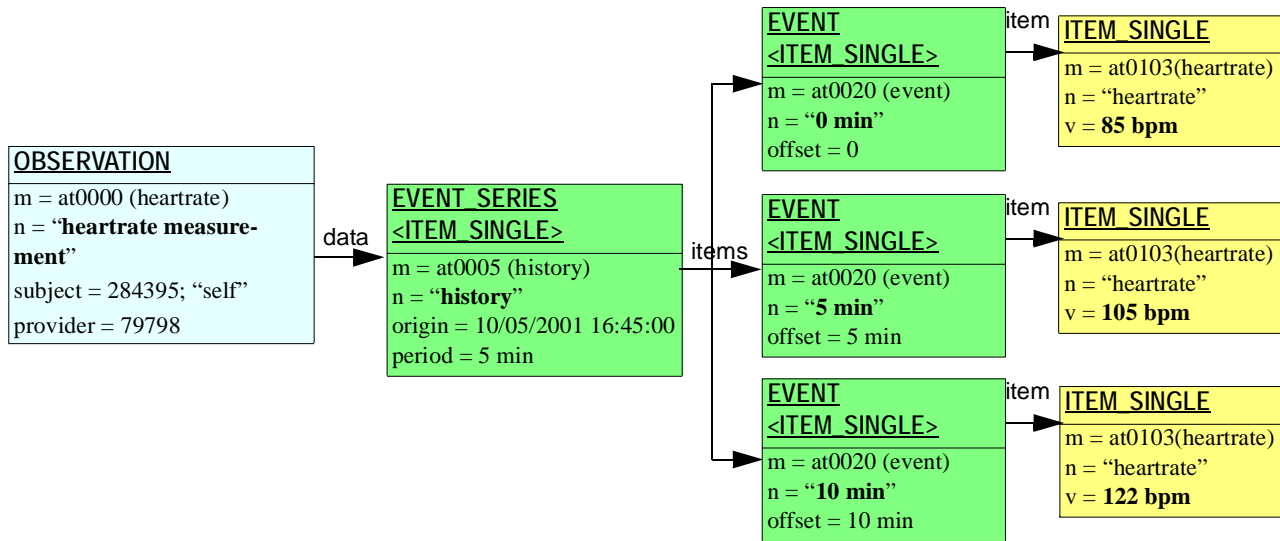 OBSERVATION
m = at0000 (heartrate)
n = “heartrate measure-
ment”
subject = 284395; “self”
provider = 79798
data
EVENT_SERIES
<ITEM_SINGLE>
m = at0005 (history)
n = “history”
origin = 10/05/2001 16:45:00
period = 5 min
items
EVENT
<ITEM_SINGLE>
m = at0020 (event)
n = “0 min”
offset = 0
item
ITEM_SINGLE
m = at0103(heartrate)
n = “heartrate”
v = 85 bpm
EVENT
<ITEM_SINGLE>
m = at0020 (event)
n = “5 min”
offset = 5 min
item
ITEM_SINGLE
m = at0103(heartrate)
n = “heartrate”
v = 105 bpm
EVENT
<ITEM_SINGLE>
m = at0020 (event)
n = “10 min”
offset = 10 min
item
ITEM_SINGLE
m = at0103(heartrate)
n = “heartrate”
v = 122 bpm